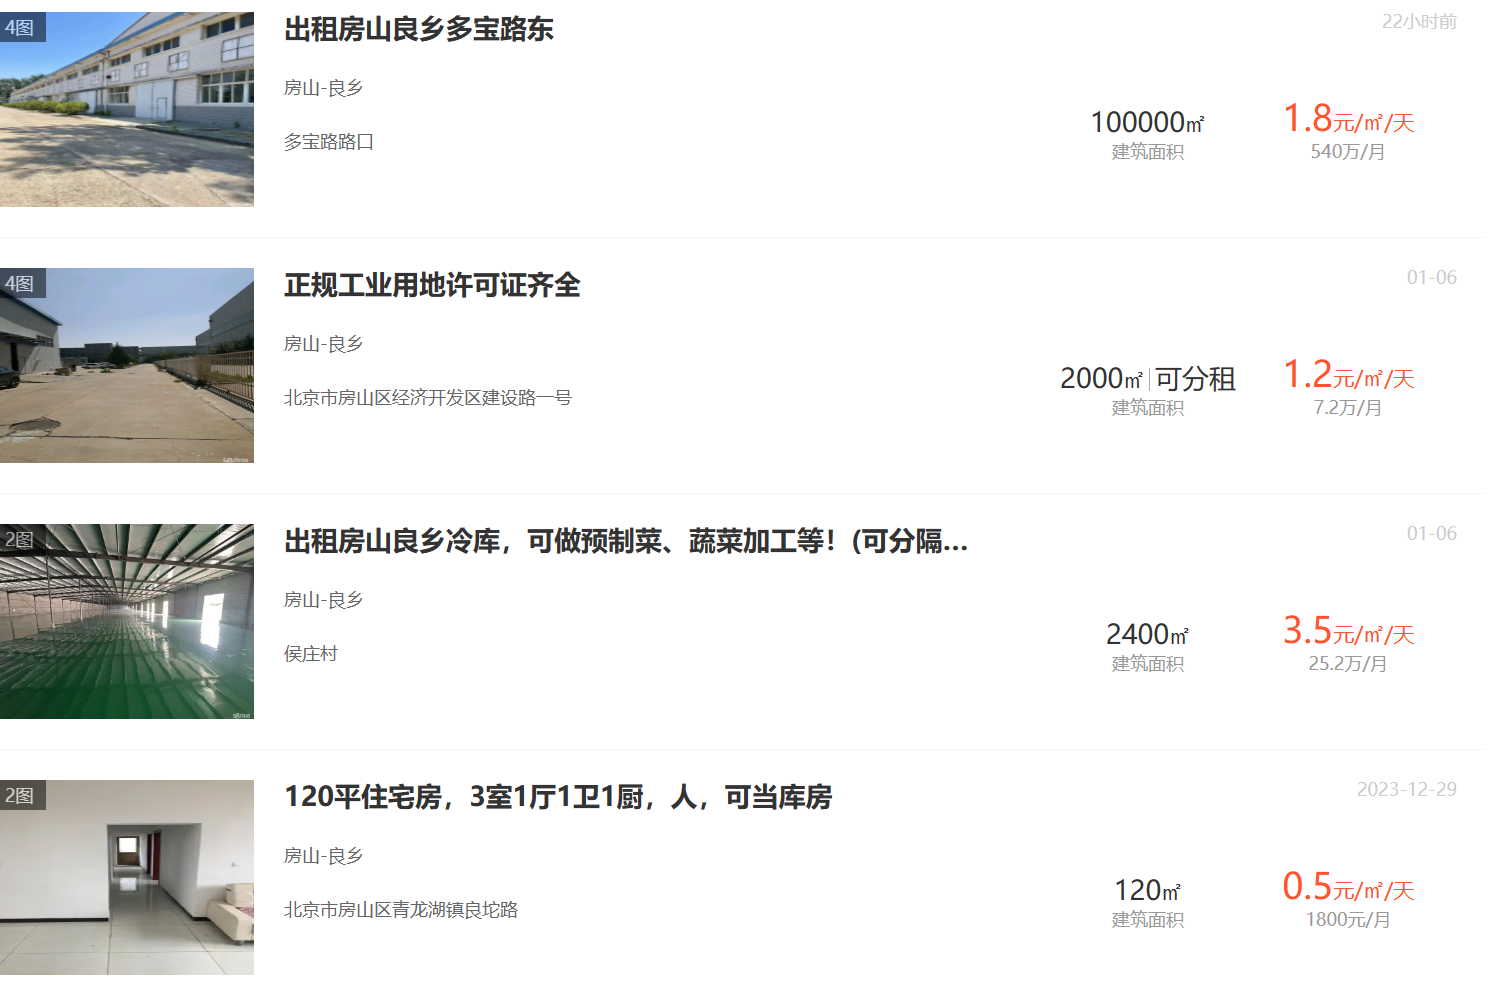 4图
出租房山良乡多宝路东
22小时前
房山-良乡
多宝路路口
100000㎡
建筑面积
1.8元/㎡/天
540万/月
4图
正规工业用地许可证齐全
01-06
房山-良乡
北京市房山区经济开发区建设路一号
2000㎡ 可分租
建筑面积
1.2元/㎡/天
7.2万/月
2图
出租房山良乡冷库，可做预制菜、蔬菜加工等！(可分隔...
01-06
房山-良乡
侯庄村
2400㎡
建筑面积
3.5元/㎡/天
25.2万/月
2图
120平住宅房，3室1厅1卫1厨，人，可当库房
2023-12-29
房山-良乡
北京市房山区青龙湖镇良坨路
120㎡
建筑面积
0.5元/㎡/天
1800元/月